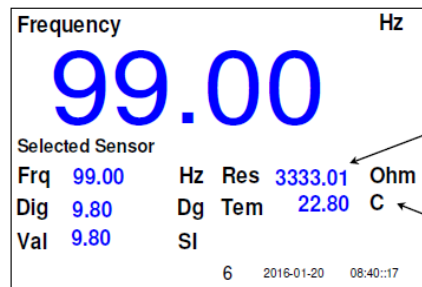 Frequency Hz
99.00
Selected Sensor
Frq 99.00 Hz Res 3333.01 Ohm
Dig 9.80 Dg Tem 22.80 C
Val 9.80 SI
6 2016-01-20 08:40::17